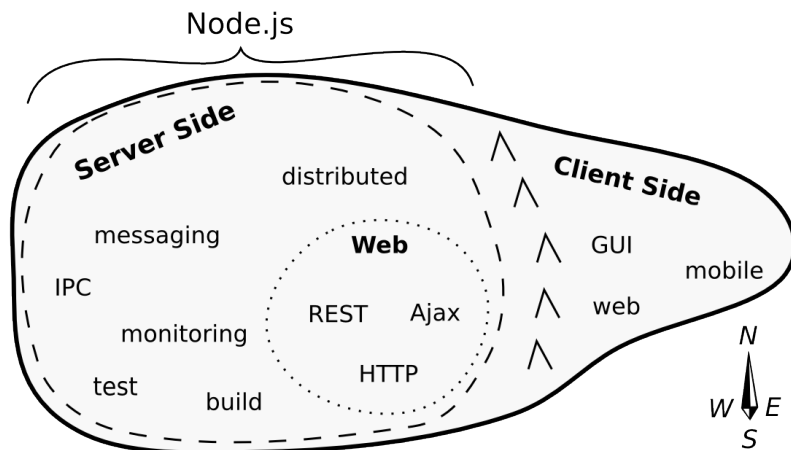 Node.js
Server Side
distributed
Client Side
messaging
Web
GUI
mobile
IPC
REST
Ajax
web
monitoring
HTTP
test
build
N
W
E
S